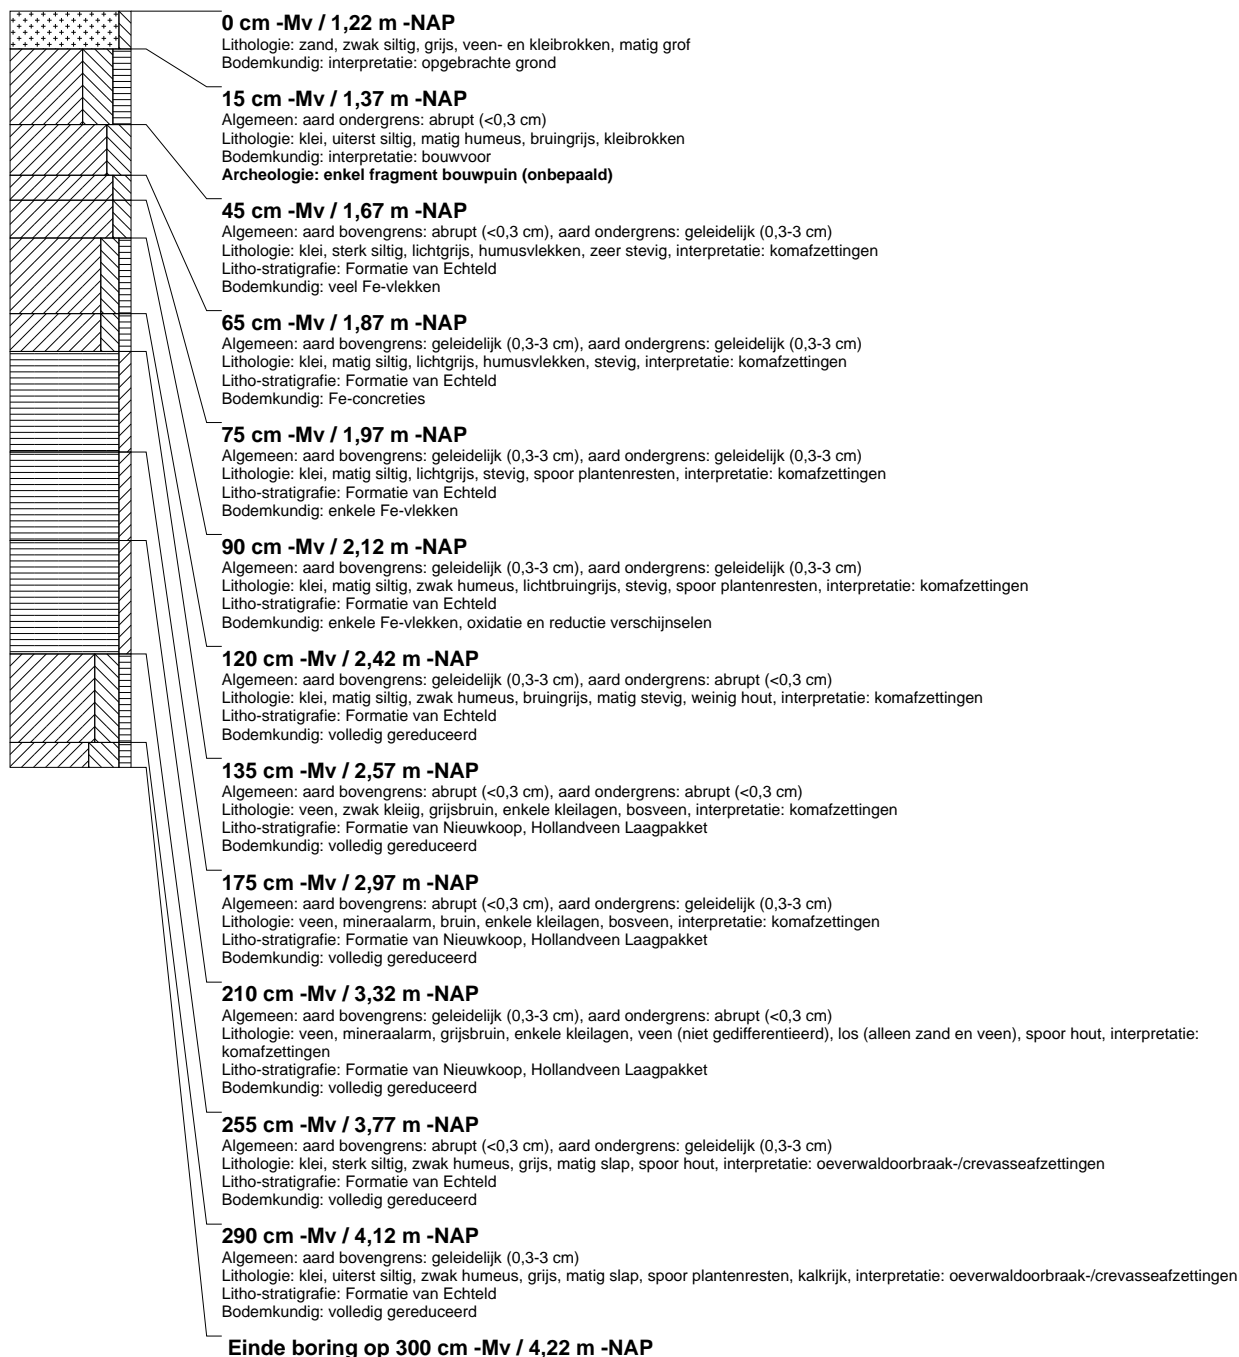 0 cm -Mv / 1,22 m -NAP
Lithologie: zand, zwak siltig, grijs, veen- en kleibrokken, matig grof
Bodemkundig: interpretatie: opgebrachte grond
15 cm -Mv / 1,37 m -NAP
Algemeen: aard ondergrens: abrupt (<0,3 cm)
Lithologie: klei, uiterst siltig, matig humeus, bruingrijs, kleibrokken
Bodemkundig: interpretatie: bouwvoor
Archeologie: enkel fragment bouwpuin (onbepaald)
45 cm -Mv / 1,67 m -NAP
Algemeen: aard bovengrens: abrupt (<0,3 cm), aard ondergrens: geleidelijk (0,3-3 cm)
Lithologie: klei, sterk siltig, lichtgrijs, humusvlekken, zeer stevig, interpretatie: komafzettingen
Litho-stratigrafie: Formatie van Echteld
Bodemkundig: veel Fe-vlekken
65 cm -Mv / 1,87 m -NAP
Algemeen: aard bovengrens: geleidelijk (0,3-3 cm), aard ondergrens: geleidelijk (0,3-3 cm)
Lithologie: klei, matig siltig, lichtgrijs, humusvlekken, stevig, interpretatie: komafzettingen
Litho-stratigrafie: Formatie van Echteld
Bodemkundig: Fe-concreties
75 cm -Mv / 1,97 m -NAP
Algemeen: aard bovengrens: geleidelijk (0,3-3 cm), aard ondergrens: geleidelijk (0,3-3 cm)
Lithologie: klei, matig siltig, lichtgrijs, stevig, spoor plantenresten, interpretatie: komafzettingen
Litho-stratigrafie: Formatie van Echteld
Bodemkundig: enkele Fe-vlekken
90 cm -Mv / 2,12 m -NAP
Algemeen: aard bovengrens: geleidelijk (0,3-3 cm), aard ondergrens: geleidelijk (0,3-3 cm)
Lithologie: klei, matig siltig, zwak humeus, lichtbruingrijs, stevig, spoor plantenresten, interpretatie: komafzettingen
Litho-stratigrafie: Formatie van Echteld
Bodemkundig: enkele Fe-vlekken, oxidatie en reductie verschijnselen
120 cm -Mv / 2,42 m -NAP
Algemeen: aard bovengrens: geleidelijk (0,3-3 cm), aard ondergrens: abrupt (<0,3 cm)
Lithologie: klei, matig siltig, zwak humeus, bruingrijs, matig stevig, weinig hout, interpretatie: komafzettingen
Litho-stratigrafie: Formatie van Echteld
Bodemkundig: volledig gereduceerd
135 cm -Mv / 2,57 m -NAP
Algemeen: aard bovengrens: abrupt (<0,3 cm), aard ondergrens: abrupt (<0,3 cm)
Lithologie: veen, zwak kleiig, grijsbruin, enkele kleilagen, bosveen, interpretatie: komafzettingen
Litho-stratigrafie: Formatie van Nieuwkoop, Hollandveen Laagpakket
Bodemkundig: volledig gereduceerd
175 cm -Mv / 2,97 m -NAP
Algemeen: aard bovengrens: abrupt (<0,3 cm), aard ondergrens: geleidelijk (0,3-3 cm)
Lithologie: veen, mineraalarm, bruin, enkele kleilagen, bosveen, interpretatie: komafzettingen
Litho-stratigrafie: Formatie van Nieuwkoop, Hollandveen Laagpakket
Bodemkundig: volledig gereduceerd
210 cm -Mv / 3,32 m -NAP
Algemeen: aard bovengrens: geleidelijk (0,3-3 cm), aard ondergrens: abrupt (<0,3 cm)
Lithologie: veen, mineraalarm, grijsbruin, enkele kleilagen, veen (niet gedifferentieerd), los (alleen zand en veen), spoor hout, interpretatie:
komafzettingen
Litho-stratigrafie: Formatie van Nieuwkoop, Hollandveen Laagpakket
Bodemkundig: volledig gereduceerd
255 cm -Mv / 3,77 m -NAP
Algemeen: aard bovengrens: abrupt (<0,3 cm), aard ondergrens: geleidelijk (0,3-3 cm)
Lithologie: klei, sterk siltig, zwak humeus, grijs, matig slap, spoor hout, interpretatie: oeverwaldoorbraak-/crevasseafzettingen
Litho-stratigrafie: Formatie van Echteld
Bodemkundig: volledig gereduceerd
290 cm -Mv / 4,12 m -NAP
Algemeen: aard bovengrens: geleidelijk (0,3-3 cm)
Lithologie: klei, uiterst siltig, zwak humeus, grijs, matig slap, spoor plantenresten, kalkrijk, interpretatie: oeverwaldoorbraak-/crevasseafzettingen
Litho-stratigrafie: Formatie van Echteld
Bodemkundig: volledig gereduceerd
Einde boring op 300 cm -Mv / 4,22 m -NAP